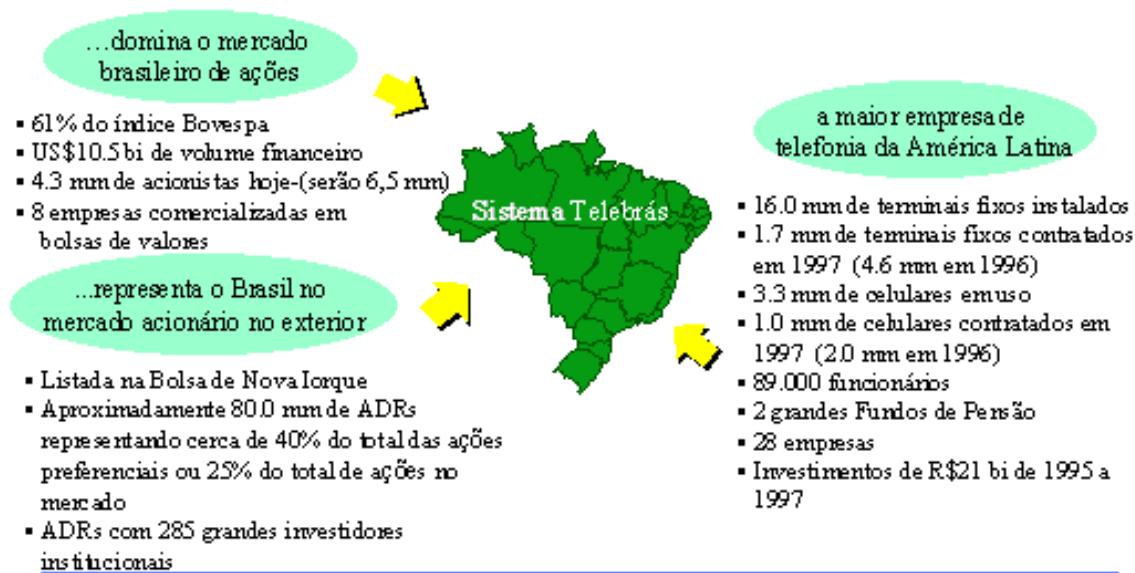 ...domina o mercado
brasileiro de ações
▪ 61% do índice Bovespa
▪ US$10.5 bi de volume financeiro
▪ 4.3 mm de acionistas hoje-(serão 6,5 mm)
▪ 8 empresas comercializadas em
bolsas de valores
...representa o Brasil no
mercado acionário no exterior
▪ Listada na Bolsa de Nova Iorque
▪ Aproximadamente 80.0 mm de ADRs
representando cerca de 40% do total das ações
preferenciais ou 25% do total de ações no
mercado
▪ ADRs com 285 grandes investidores
institucionais
Sistema Telebrás
a maior empresa de
telefonia da América Latina
▪ 16.0 mm de terminais fixos instalados
▪ 1.7 mm de terminais fixos contratados
em 1997 (4.6 mm em 1996)
▪ 3.3 mm de celulares em uso
▪ 1.0 mm de celulares contratados em
1997 (2.0 mm em 1996)
▪ 89.000 funcionários
▪ 2 grandes Fundos de Pensão
▪ 28 empresas
▪ Investimentos de R$21 bi de 1995 a
1997